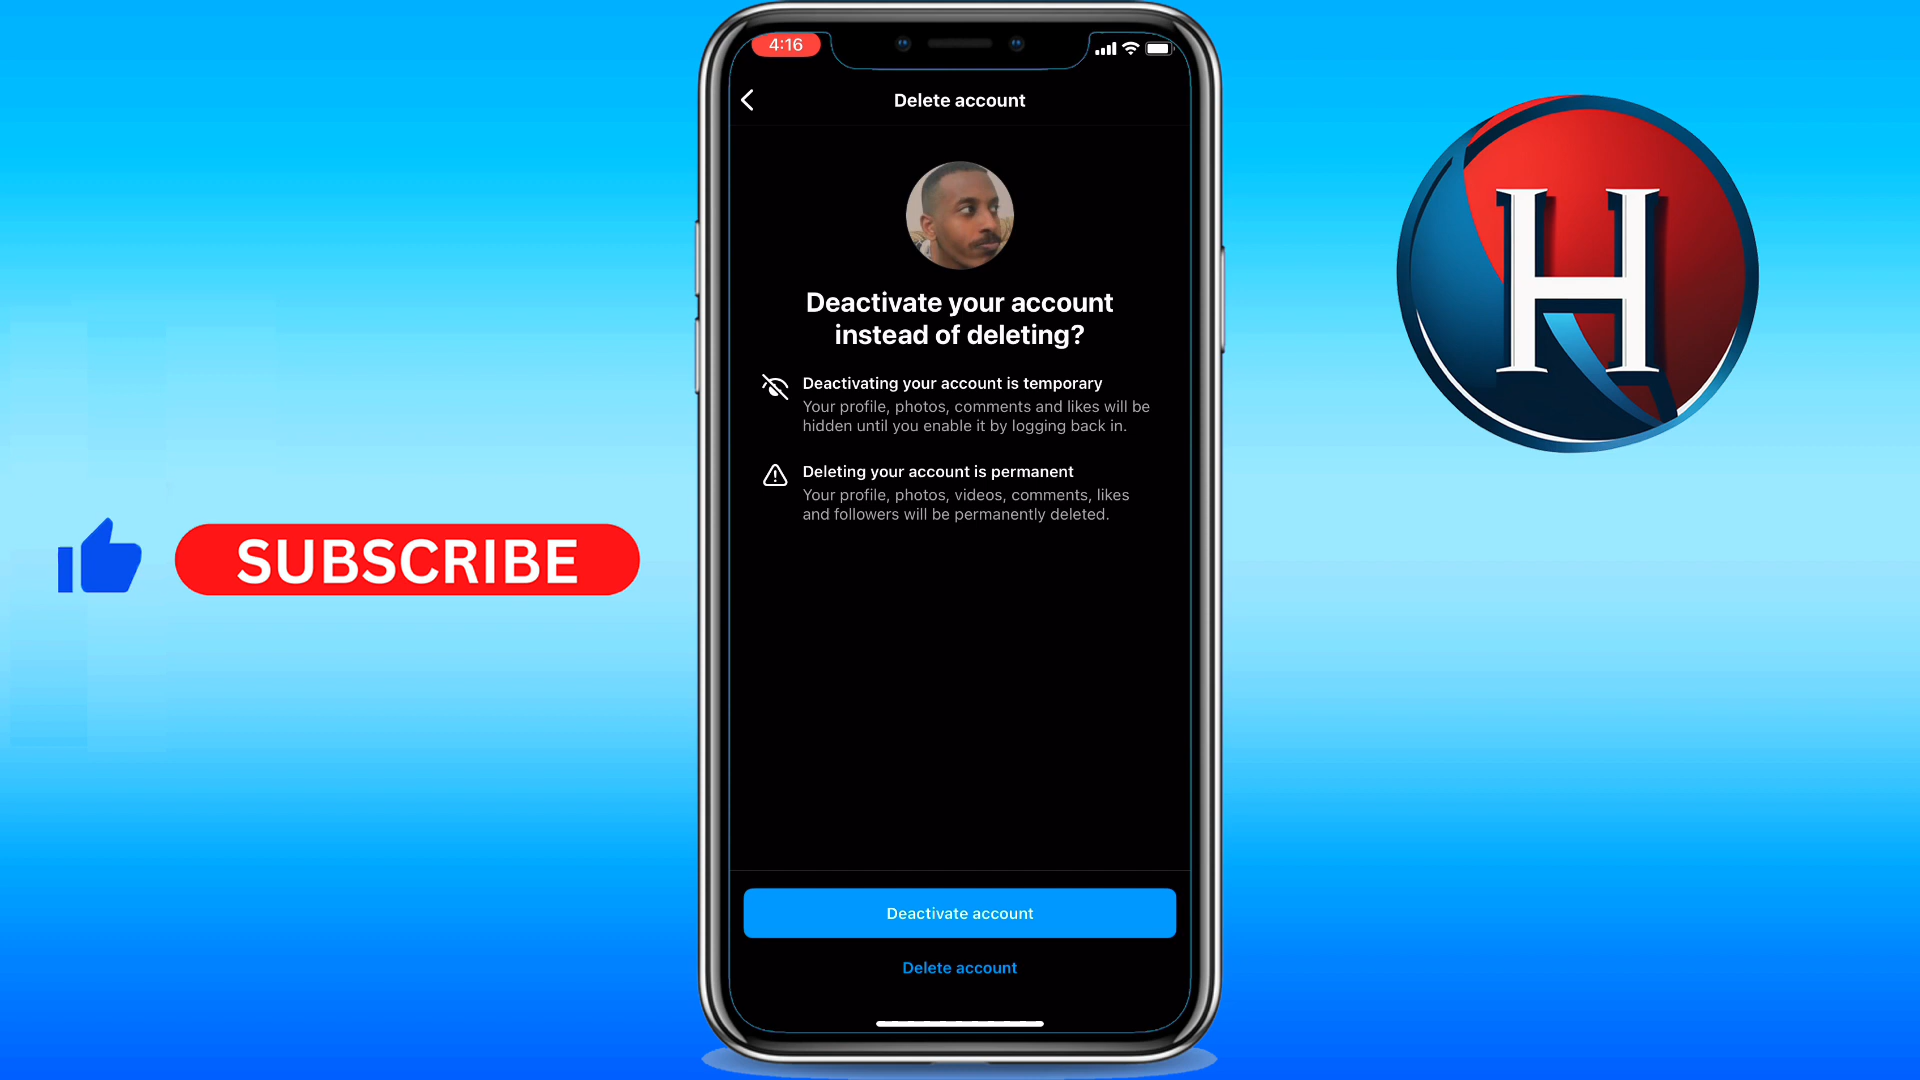 4:16
Delete account
Deactivate your account
instead of deleting?
Deactivating your account is temporary
Your profile, photos, comments and likes will be
hidden until you enable it by logging back in.
Deleting your account is permanent
Your profile, photos, videos, comments, likes
and followers will be permanently deleted.
SUBSCRIBE
H
Deactivate account
Delete account